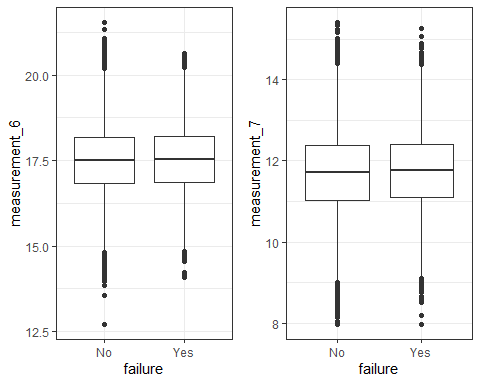 measurement_6
20.0
17.5
15.0
12.5
No
Yes
failure
measurement_7
14
12
10
8
No
Yes
failure